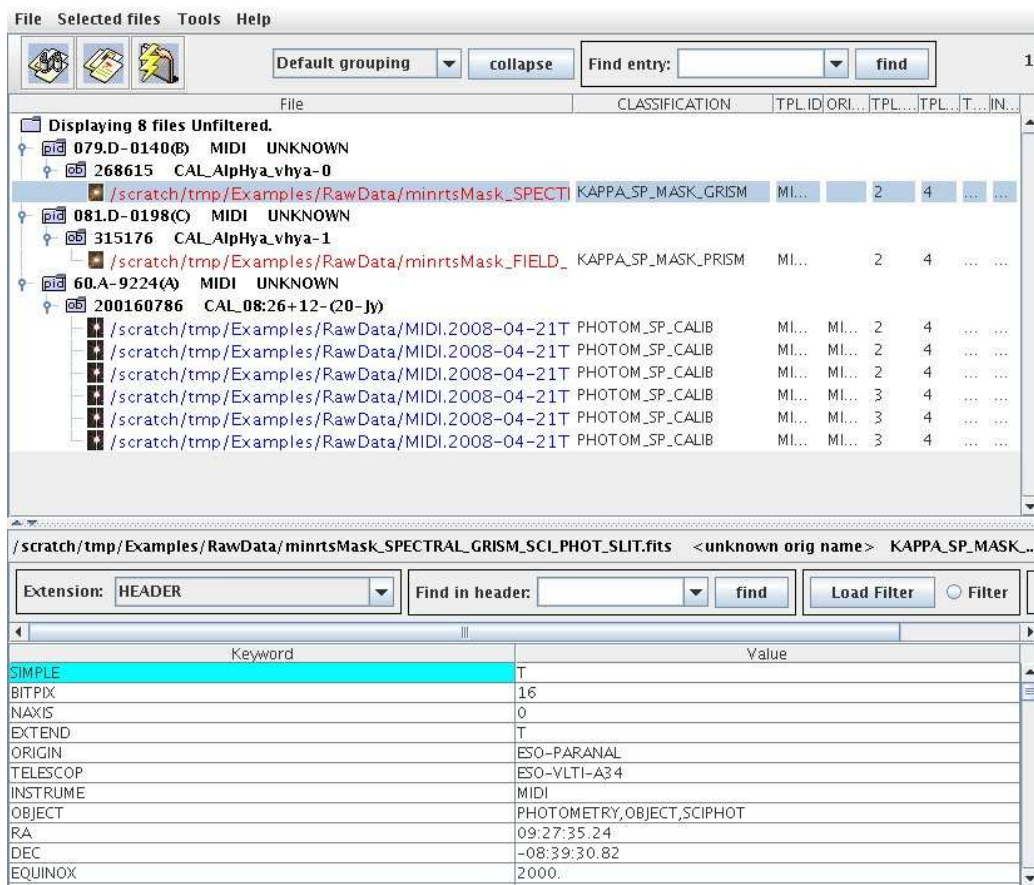 File Selected files Tools Help
Default grouping collapse Find entry: find 1
File CLASSIFICATION TPL.ID ORI... TPL.... TPL... T... IN...
Displaying 8 files Unfiltered.
pid 079.D-0140(B) MIDI UNKNOWN
ob 268615 CAL_AlpHya_vhya-0
/scratch/tmp/Examples/RawData/minrtsMask_SPECTI KAPPA_SP_MASK_GRISM MI... 2 4 ... ...
pid 081.D-0198(C) MIDI UNKNOWN
ob 315176 CAL_AlpHya_vhya-1
/scratch/tmp/Examples/RawData/minrtsMask_FIELD_ KAPPA_SP_MASK_PRISM MI... 2 4 ... ...
pid 60.A-9224(A) MIDI UNKNOWN
ob 200160786 CAL_08:26+12-(20-Jy)
/scratch/tmp/Examples/RawData/MIDI.2008-04-21T PHOTOM_SP_CALIB MI... MI... 2 4 ... ...
/scratch/tmp/Examples/RawData/MIDI.2008-04-21T PHOTOM_SP_CALIB MI... MI... 2 4 ... ...
/scratch/tmp/Examples/RawData/MIDI.2008-04-21T PHOTOM_SP_CALIB MI... MI... 2 4 ... ...
/scratch/tmp/Examples/RawData/MIDI.2008-04-21T PHOTOM_SP_CALIB MI... MI... 3 4 ... ...
/scratch/tmp/Examples/RawData/MIDI.2008-04-21T PHOTOM_SP_CALIB MI... MI... 3 4 ... ...
/scratch/tmp/Examples/RawData/MIDI.2008-04-21T PHOTOM_SP_CALIB MI... MI... 3 4 ... ...
/scratch/tmp/Examples/RawData/minrtsMask_SPECTRAL_GRISM_SCI_PHOT_SLIT.fits <unknown orig name> KAPPA_SP_MASK_...
Extension: HEADER Find in header: find Load Filter Filter
Keyword Value
SIMPLE T
BITPIX 16
NAXIS 0
EXTEND T
ORIGIN ESO-PARANAL
TELESCOP ESO-VLTI-A34
INSTRUME MIDI
OBJECT PHOTOMETRY,OBJECT,SCIPHOT
RA 09:27:35.24
DEC -08:39:30.82
EQUINOX 2000.